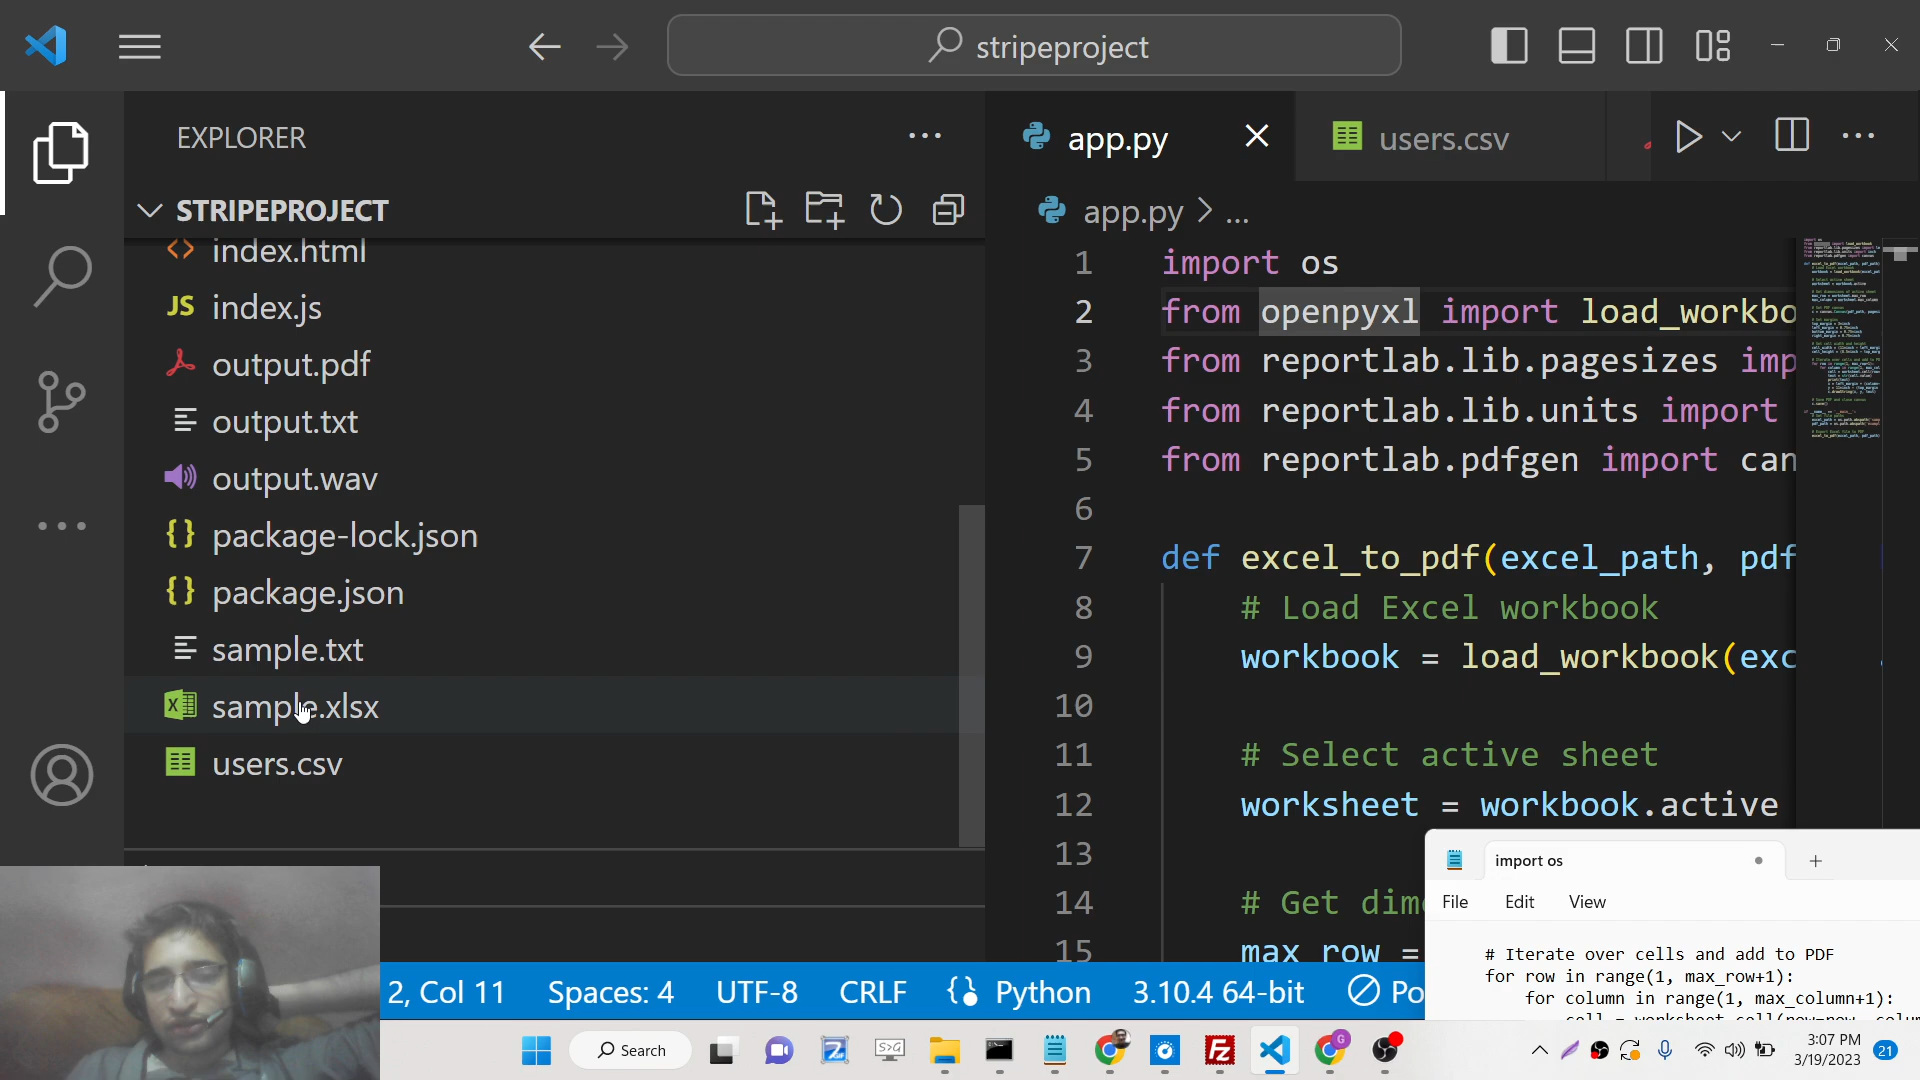 stripeproject
EXPLORER
STRIPEPROJECT
index.html
JS index.js
output.pdf
output.txt
output.wav
package-lock.json
package.json
sample.txt
sample.xlsx
users.csv
app.py
users.csv
app.py > ...
1 import os
2 from openpyxl import load_workbo
3 from reportlab.lib.pagesizes imp
4 from reportlab.lib.units import
5 from reportlab.pdfgen import can
6
7 def excel_to_pdf(excel_path, pdf
8 # Load Excel workbook
9 workbook = load_workbook(exc
10
11 # Select active sheet
12 worksheet = workbook.active
13
14 # Get dim
15 max_row =
import os
File Edit View
# Iterate over cells and add to PDF
for row in range(1, max_row+1):
for column in range(1, max_column+1):
2, Col 11 Spaces: 4 UTF-8 CRLF Python 3.10.4 64-bit Po
Search
3:07 PM
3/19/2023
21